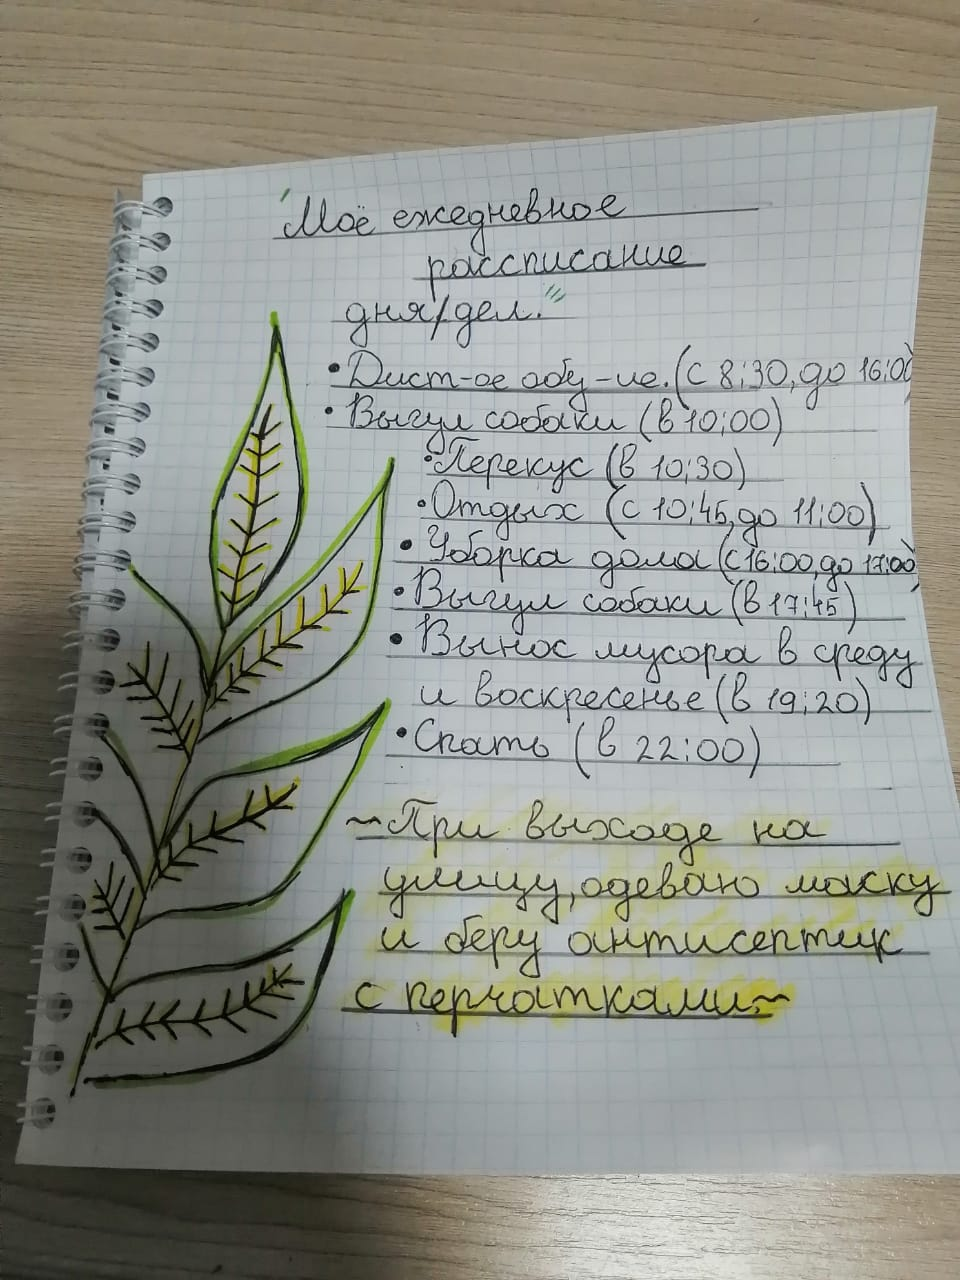 "Моё ежедневное
рассписание
дня/дел."
• Дист-ое обу-ие. (с 8:30, до 16:00)
• Выгул собаки (в 10:00)
• Перекус (в 10:30)
• Отдых (с 10:45, до 11:00)
• Уборка дома (с 16:00, до 17:00)
• Выгул собаки (в 17:45)
• Вынос мусора в среду
и воскресенье (в 19:20)
• Спать (в 22:00)
~При выходе на
улицу, одеваю маску
и беру антисептик
с перчатками.~